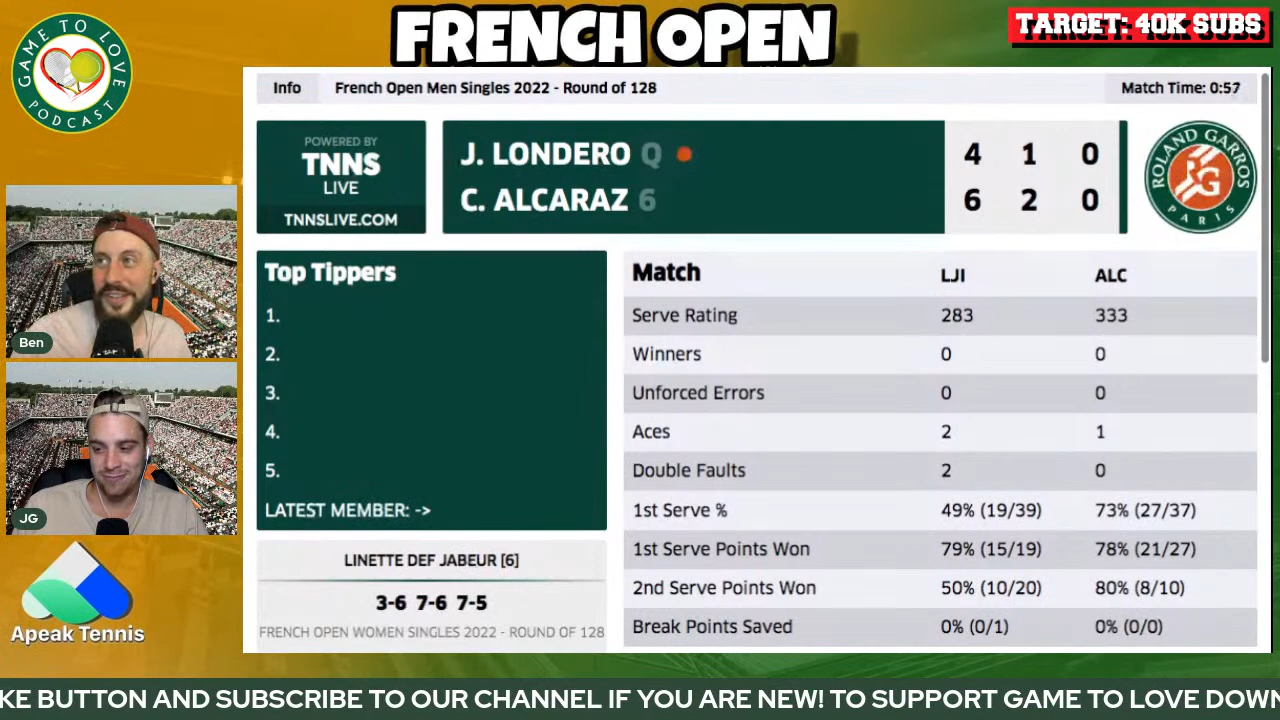 FRENCH OPEN
TARGET: 40K SUBS
GAME TO LOVE
PODCAST
Info French Open Men Singles 2022 - Round of 128 Match Time: 0:57
POWERED BY
TNNS
LIVE
TNNSLIVE.COM
J. LONDERO Q 4 1 0
C. ALCARAZ 6 6 2 0
ROLAND GARROS
RG
PARIS
Ben
JG
Apeak Tennis
Top Tippers
1.
2.
3.
4.
5.
LATEST MEMBER: ->
LINETTE DEF JABEUR [6]
3-6 7-6 7-5
FRENCH OPEN WOMEN SINGLES 2022 - ROUND OF 128
Match LJI ALC
Serve Rating 283 333
Winners 0 0
Unforced Errors 0 0
Aces 2 1
Double Faults 2 0
1st Serve % 49% (19/39) 73% (27/37)
1st Serve Points Won 79% (15/19) 78% (21/27)
2nd Serve Points Won 50% (10/20) 80% (8/10)
Break Points Saved 0% (0/1) 0% (0/0)
KE BUTTON AND SUBSCRIBE TO OUR CHANNEL IF YOU ARE NEW! TO SUPPORT GAME TO LOVE DOWN